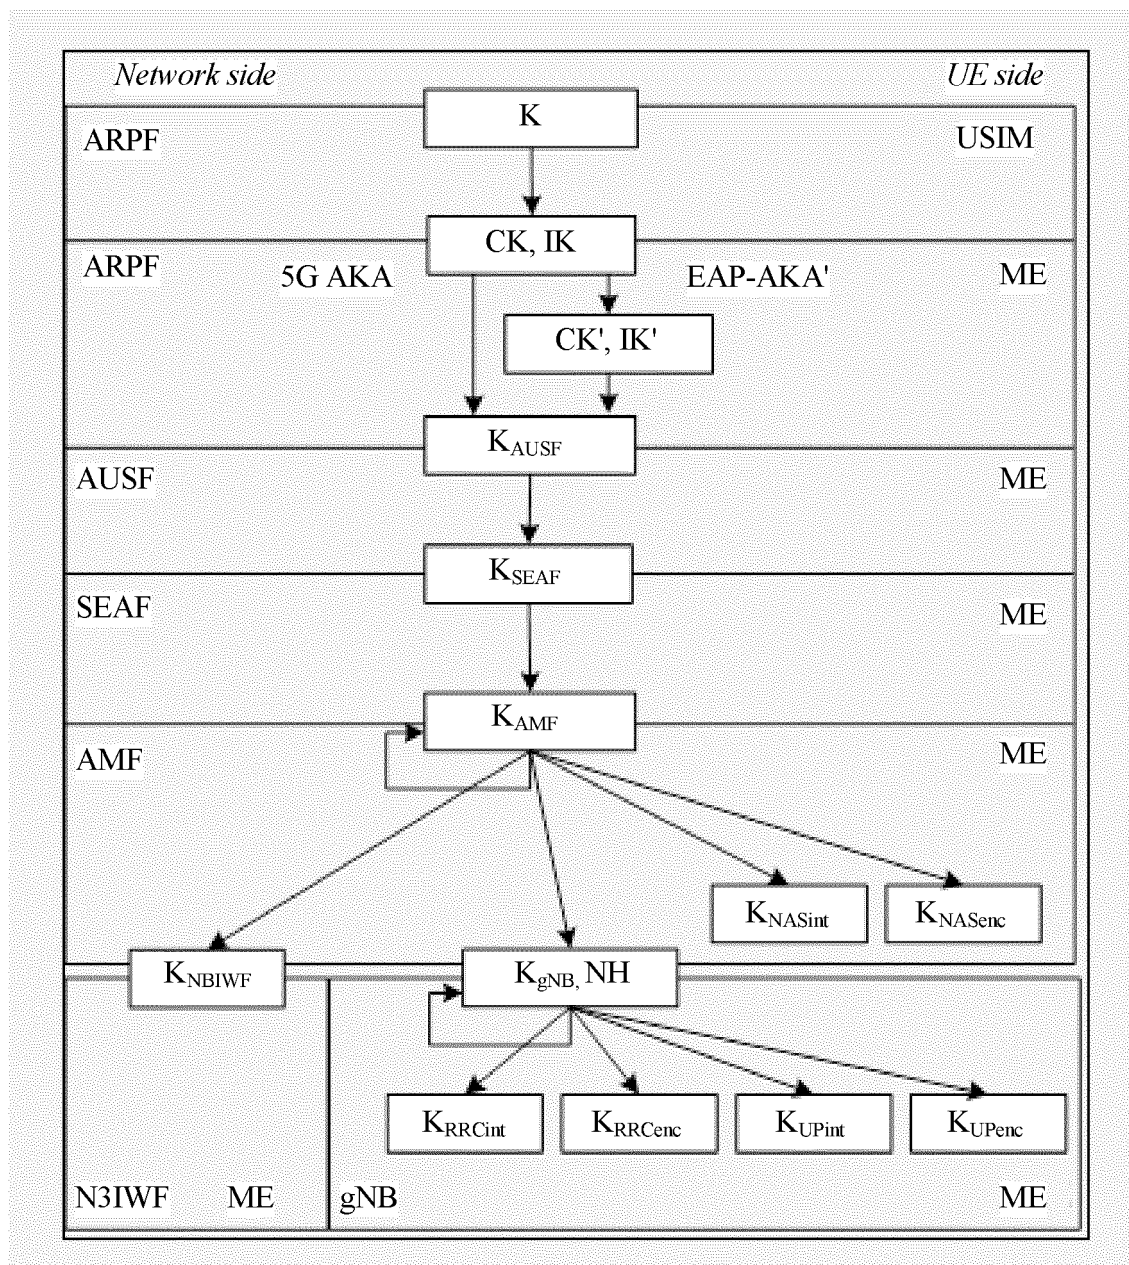 Network side UE side
K
ARPF USIM
CK, IK
ARPF 5G AKA EAP-AKA' ME
CK', IK'
KAUSF
AUSF ME
KSEAF
SEAF ME
KAMF
AMF ME
KNASint KNASenc
KNBIWF KgNB, NH
KRRCint KRRCenc KUPint KUPenc
N3IWF ME gNB ME